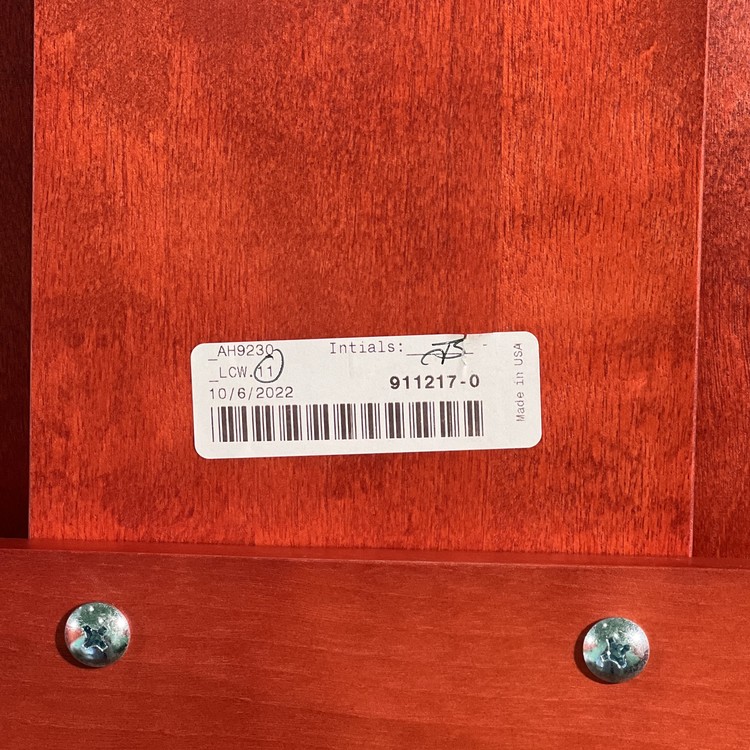 _AH9230
Intials:
_LCW.11
10/6/2022
911217-0
Made in USA